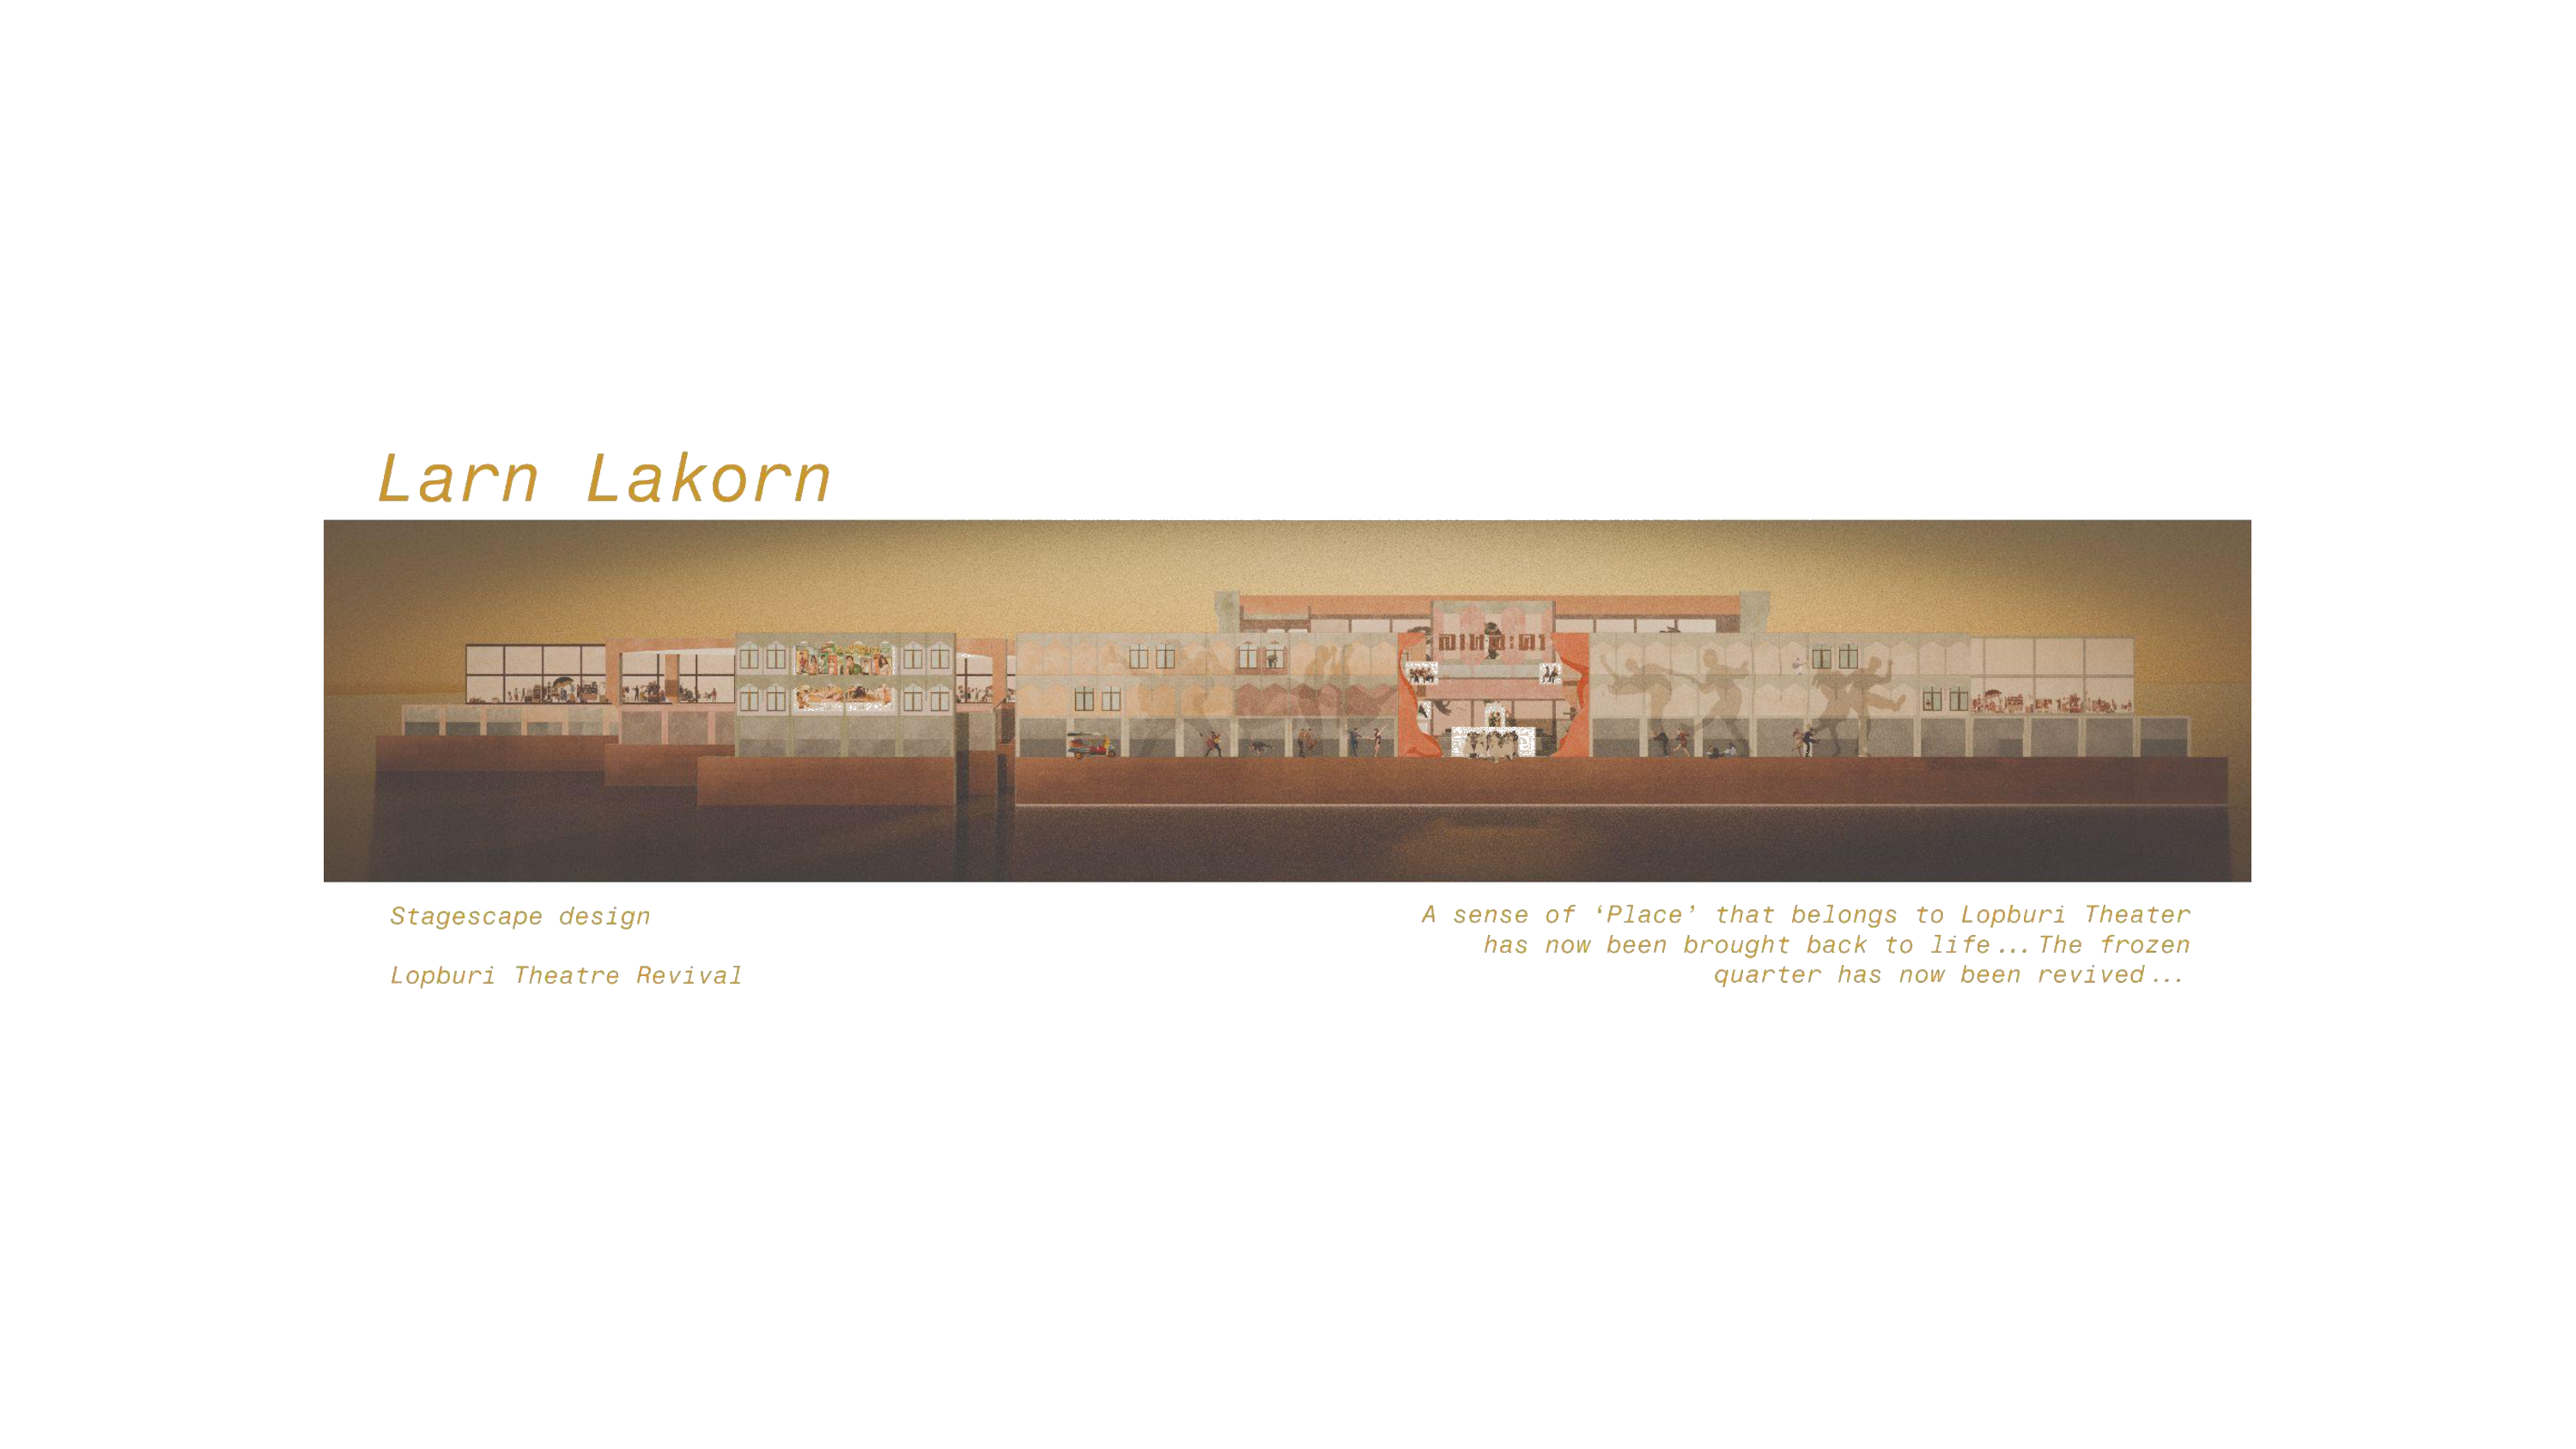 Larn Lakorn
Stagescape design
Lopburi Theatre Revival
A sense of ‘Place’ that belongs to Lopburi Theater
has now been brought back to life...The frozen
quarter has now been revived...